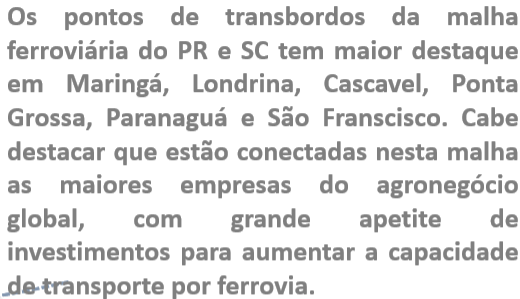 Os pontos de transbordos da malha
ferroviária do PR e SC tem maior destaque
em Maringá, Londrina, Cascavel, Ponta
Grossa, Paranaguá e São Franscisco. Cabe
destacar que estão conectadas nesta malha
as maiores empresas do agronegócio
global, com grande apetite de
investimentos para aumentar a capacidade
de transporte por ferrovia.